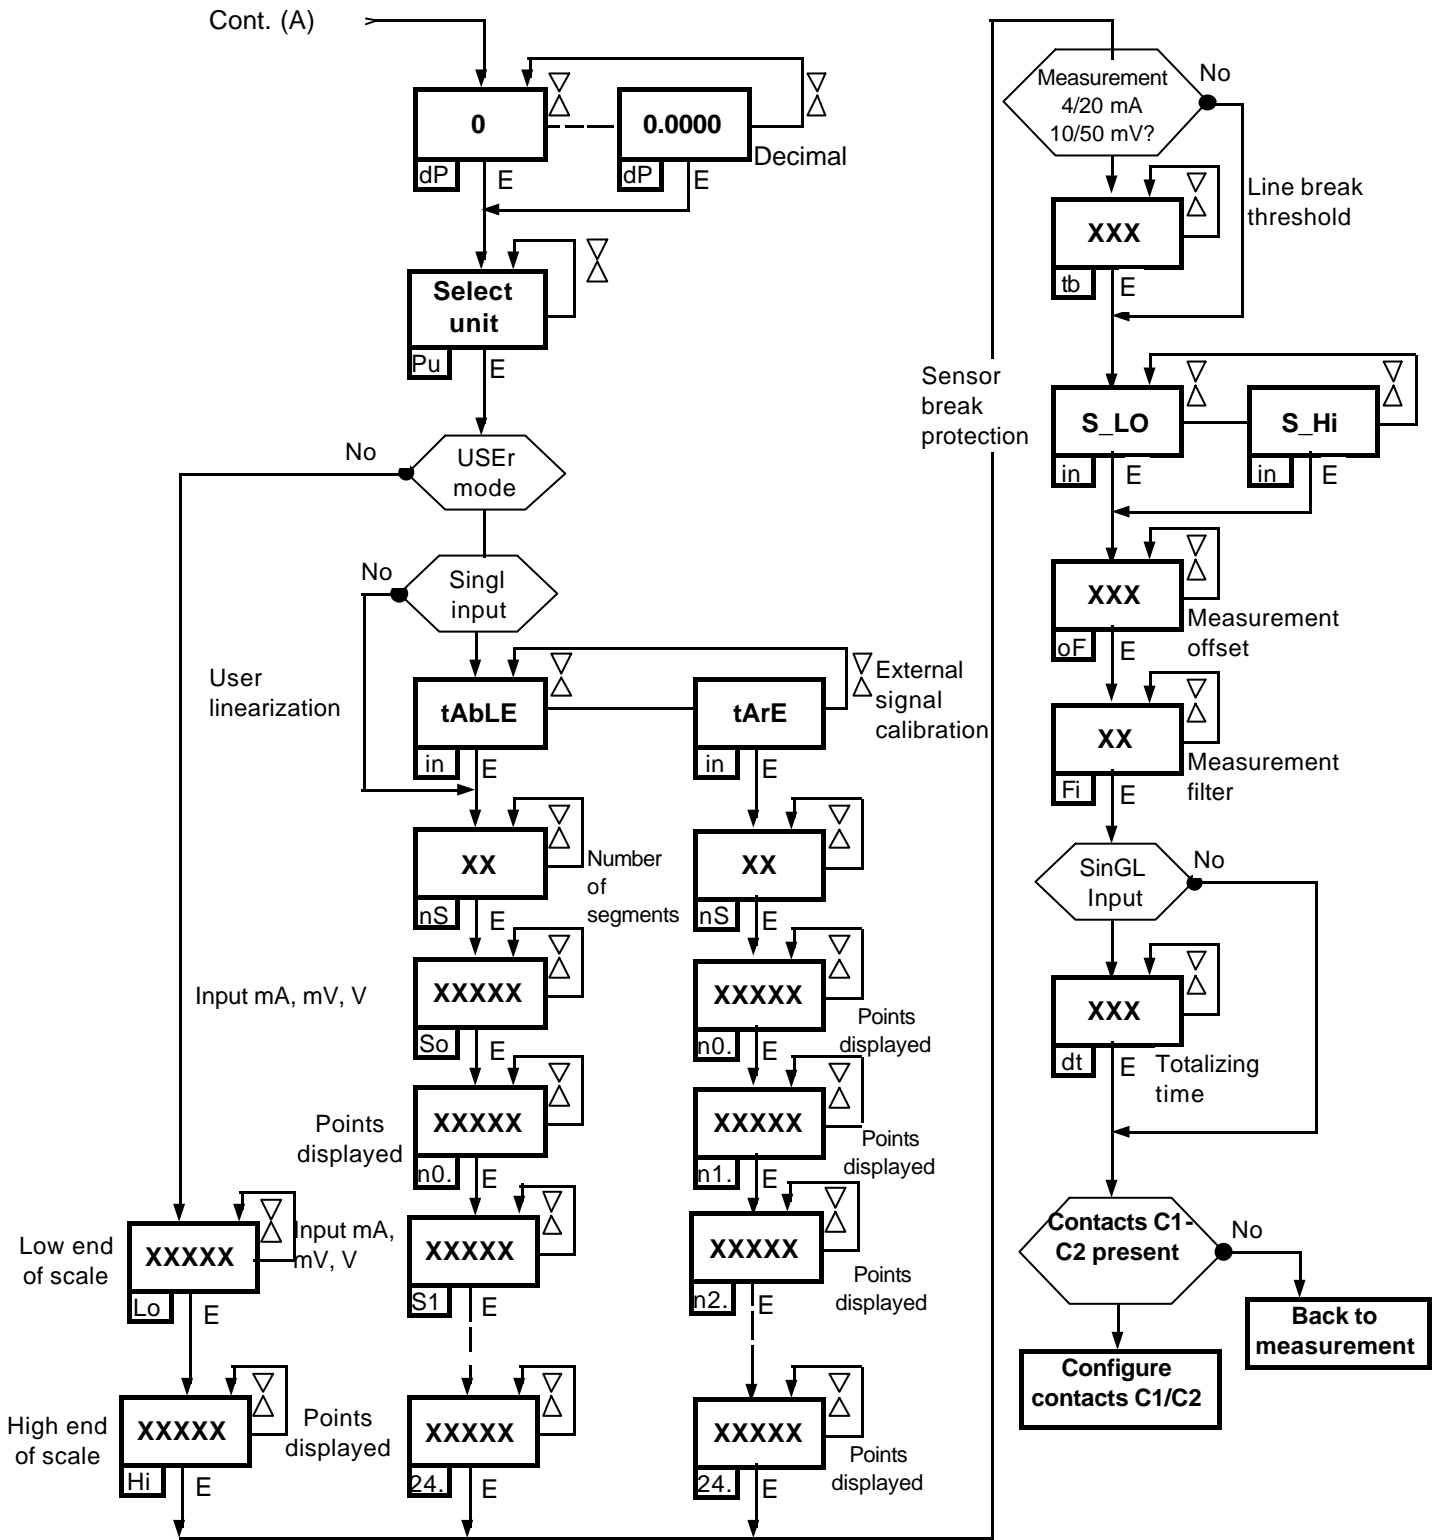 Cont. (A)
0
dP
E
0.0000
dP
E
Decimal
Select
unit
Pu
E
No
USEr
mode
No
Singl
input
User
linearization
tAbLE
in
E
tArE
in
E
External
signal
calibration
XX
nS
E
Number
of
segments
XX
nS
E
Input mA, mV, V
XXXXX
So
E
XXXXX
n0.
E
Points
displayed
Points
displayed
XXXXX
n0.
E
XXXXX
n1.
E
Points
displayed
Low end
of scale
XXXXX
Lo
E
Input mA,
mV, V
XXXXX
S1
E
XXXXX
n2.
E
Points
displayed
High end
of scale
XXXXX
Hi
E
Points
displayed
XXXXX
24.
E
XXXXX
24.
E
Points
displayed
Measurement
4/20 mA
10/50 mV?
No
XXX
tb
E
Line break
threshold
Sensor
break
protection
S_LO
in
E
S_Hi
in
E
XXX
oF
E
Measurement
offset
XX
Fi
E
Measurement
filter
SinGL
Input
No
XXX
dt
E
Totalizing
time
Contacts C1-
C2 present
No
Back to
measurement
Configure
contacts C1/C2